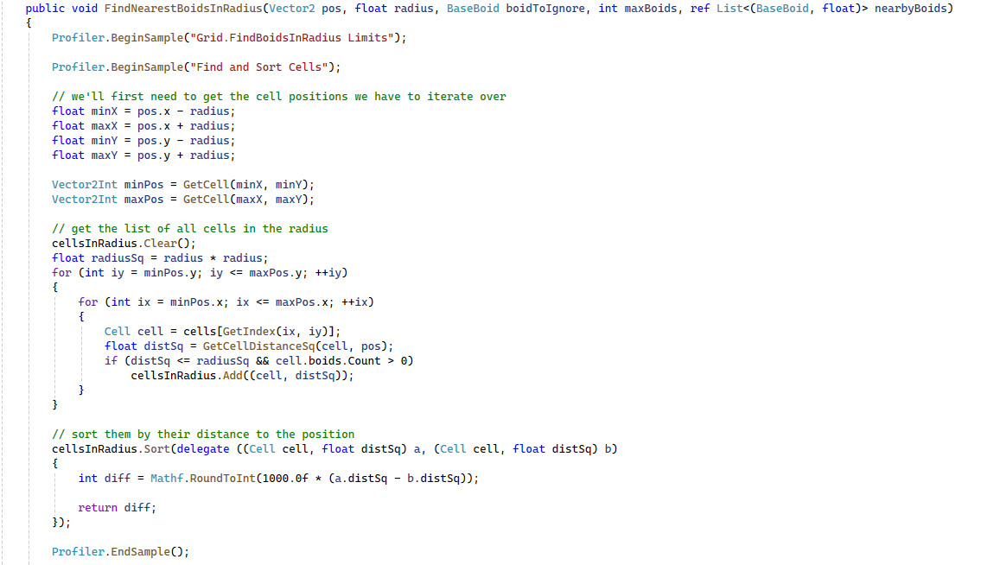 public void FindNearestBoidsInRadius(Vector2 pos, float radius, BaseBoid boidToIgnore, int maxBoids, ref List<(BaseBoid, float)> nearbyBoids)
{
Profiler.BeginSample("Grid.FindBoidsInRadius Limits");
Profiler.BeginSample("Find and Sort Cells");
// we'll first need to get the cell positions we have to iterate over
float minX = pos.x - radius;
float maxX = pos.x + radius;
float minY = pos.y - radius;
float maxY = pos.y + radius;
Vector2Int minPos = GetCell(minX, minY);
Vector2Int maxPos = GetCell(maxX, maxY);
// get the list of all cells in the radius
cellsInRadius.Clear();
float radiusSq = radius * radius;
for (int iy = minPos.y; iy <= maxPos.y; ++iy)
{
for (int ix = minPos.x; ix <= maxPos.x; ++ix)
{
Cell cell = cells[GetIndex(ix, iy)];
float distSq = GetCellDistanceSq(cell, pos);
if (distSq <= radiusSq && cell.boids.Count > 0)
cellsInRadius.Add((cell, distSq));
}
}
// sort them by their distance to the position
cellsInRadius.Sort(delegate ((Cell cell, float distSq) a, (Cell cell, float distSq) b)
{
int diff = Mathf.RoundToInt(1000.0f * (a.distSq - b.distSq));
return diff;
});
Profiler.EndSample();